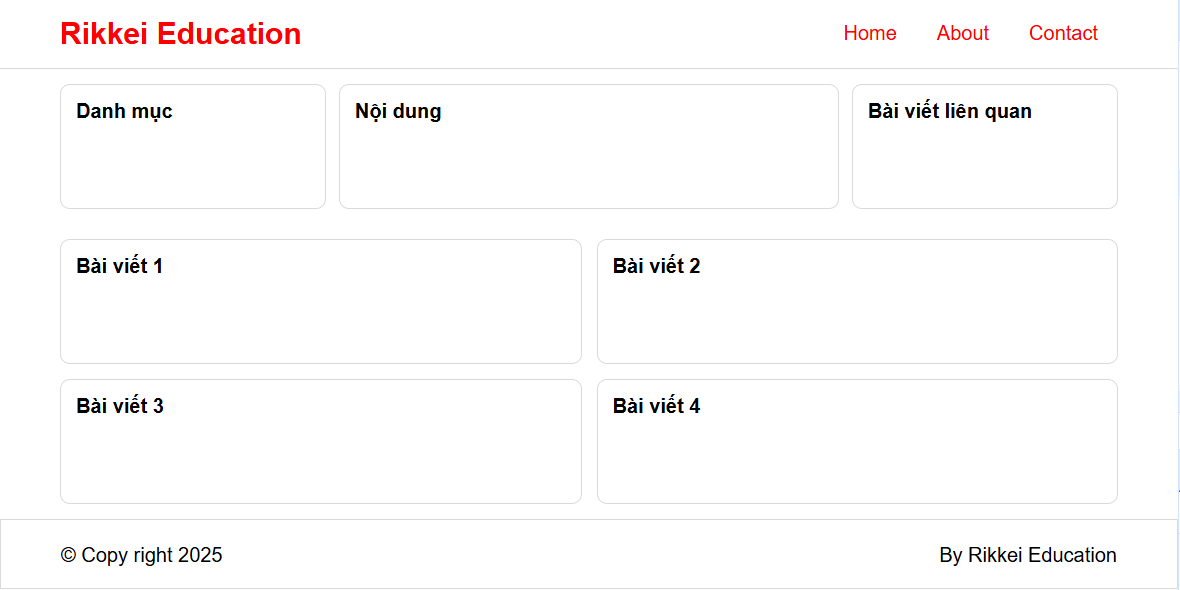 Rikkei Education
Home About Contact
Danh mục
Nội dung
Bài viết liên quan
Bài viết 1
Bài viết 2
Bài viết 3
Bài viết 4
© Copy right 2025
By Rikkei Education